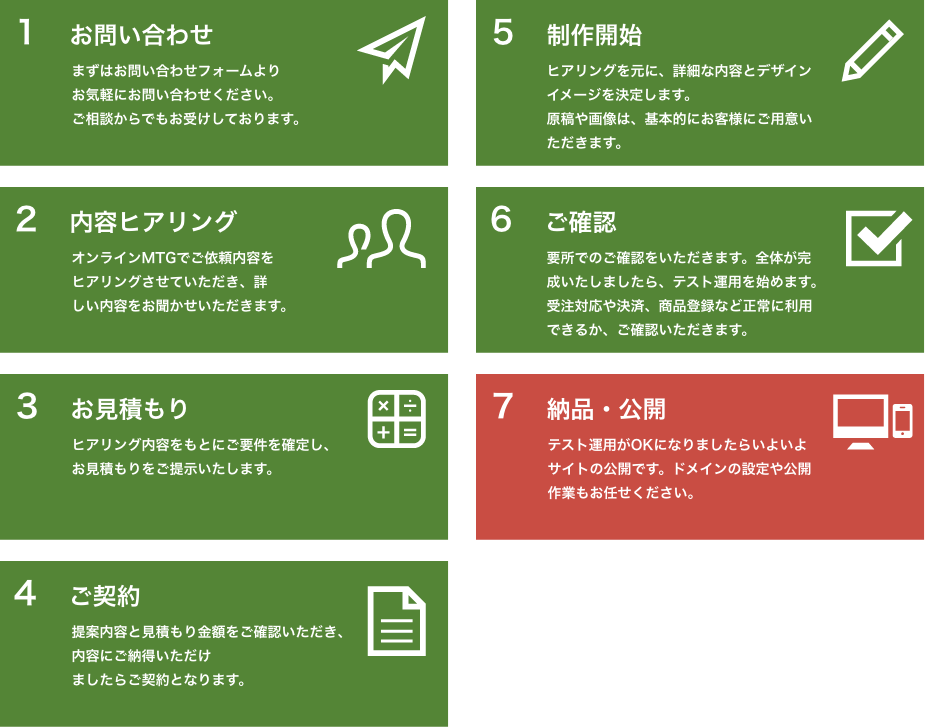 1 お問い合わせ
まずはお問い合わせフォームより
お気軽にお問い合わせください。
ご相談からでもお受けしております。
2 内容ヒアリング
オンラインMTGでご依頼内容を
ヒアリングさせていただき、詳
しい内容をお聞かせいただきます。
3 お見積もり
ヒアリング内容をもとにご要件を確定し、
お見積もりをご提示いたします。
4 ご契約
提案内容と見積もり金額をご確認いただき、
内容にご納得いただけ
ましたらご契約となります。
5 制作開始
ヒアリングを元に、詳細な内容とデザイン
イメージを決定します。
原稿や画像は、基本的にお客様にご用意い
ただきます。
6 ご確認
要所でのご確認をいただきます。全体が完
成いたしましたら、テスト運用を始めます。
受注対応や決済、商品登録など正常に利用
できるか、ご確認いただきます。
7 納品・公開
テスト運用がOKになりましたらいよいよ
サイトの公開です。ドメインの設定や公開
作業もお任せください。